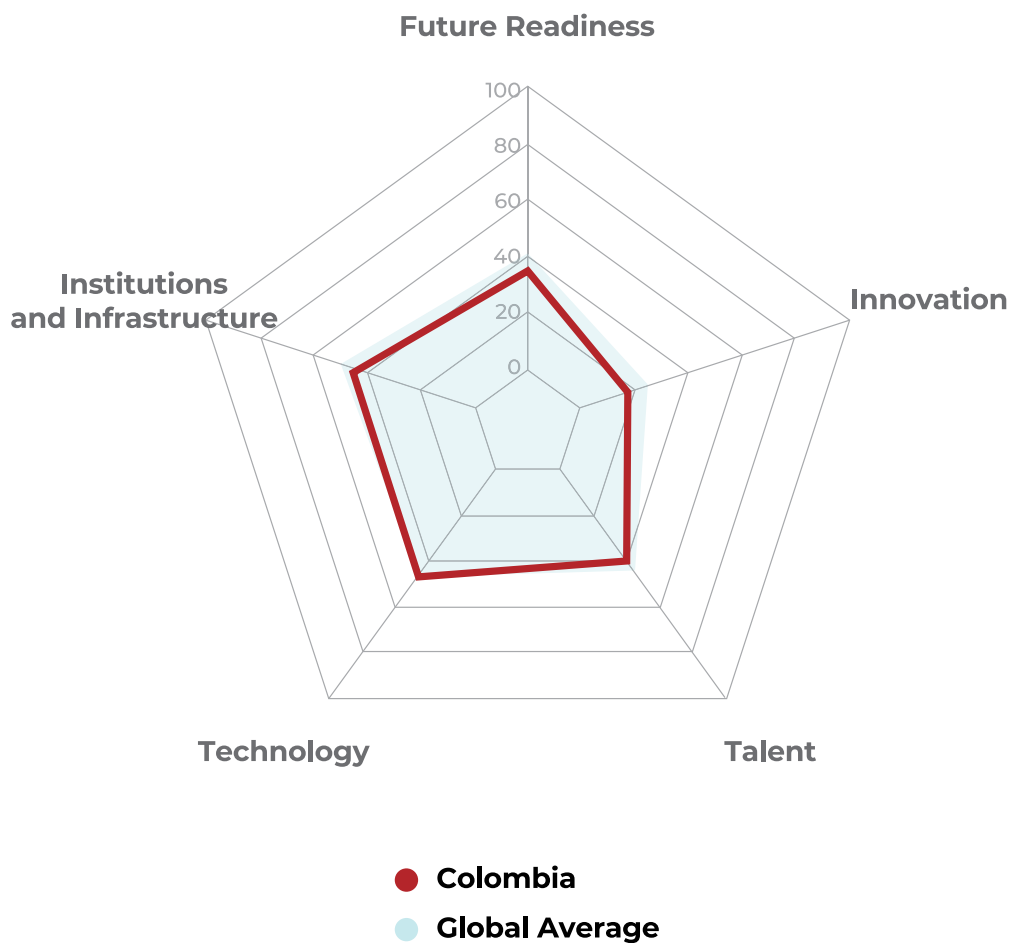 Future Readiness
100
80
60
40
20
0
Institutions
and Infrastructure
Innovation
Technology
Talent
Colombia
Global Average